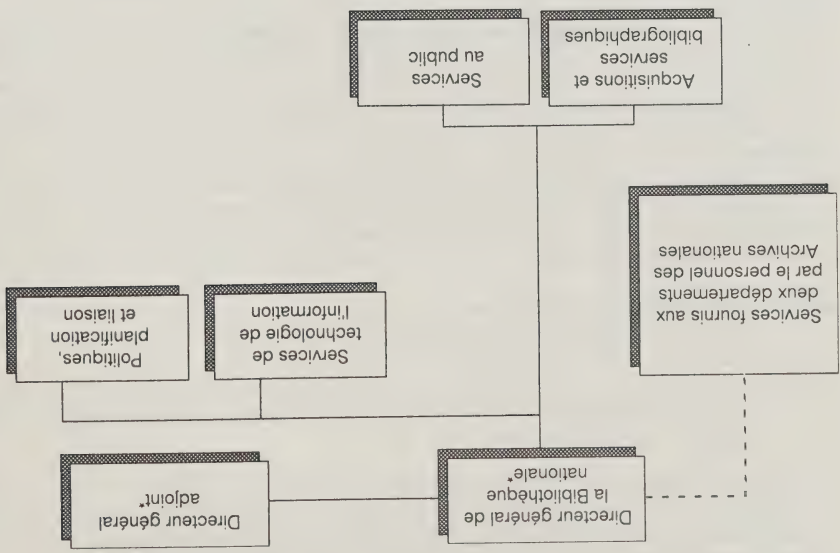 Directeur général de
la Bibliothèque
nationale*
Directeur général
adjoint*
Services fournis aux
deux départements
par le personnel des
Archives nationales
Services de
technologie de
l'information
Politiques,
planification
et liaison
Acquisitions et
services
bibliographiques
Services
au public